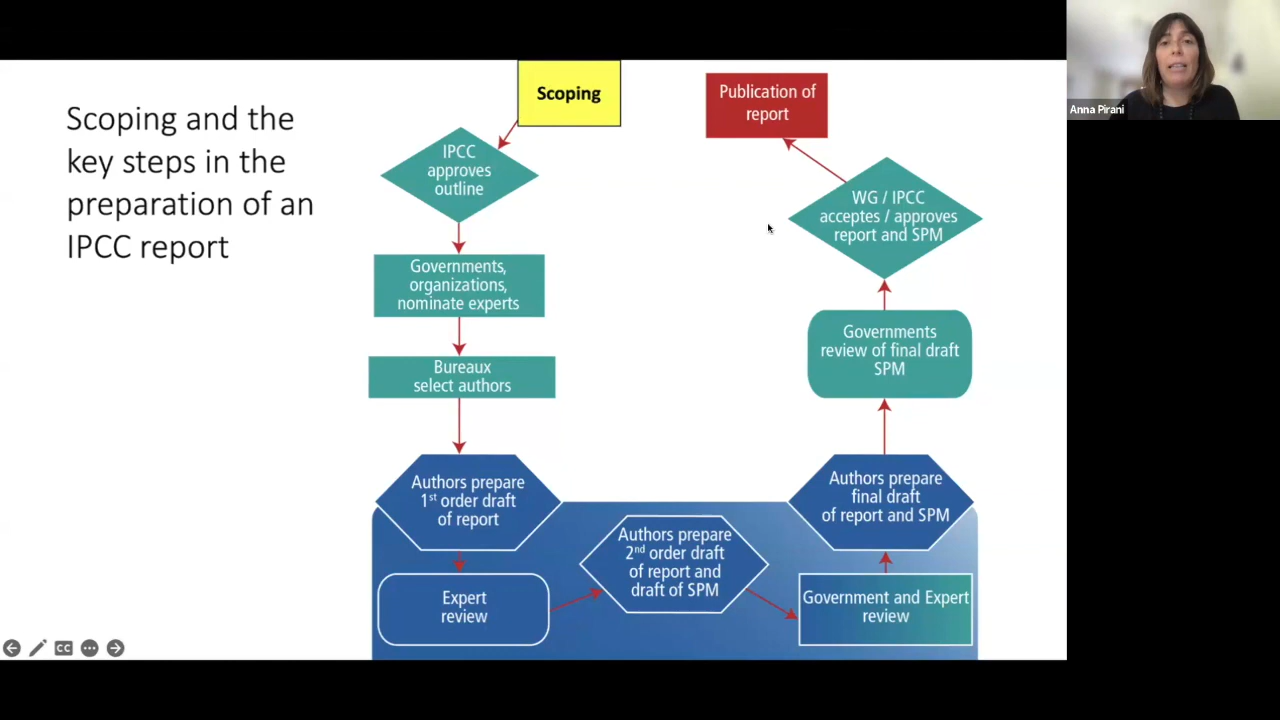 Scoping and the
key steps in the
preparation of an
IPCC report
Scoping
IPCC
approves
outline
Governments,
organizations,
nominate experts
Bureaux
select authors
Authors prepare
1st order draft
of report
Expert
review
Authors prepare
2nd order draft
of report and
draft of SPM
Government and Expert
review
Authors prepare
final draft
of report and SPM
Governments
review of final draft
SPM
WG / IPCC
acceptes / approves
report and SPM
Publication of
report
Anna Pirani
CC